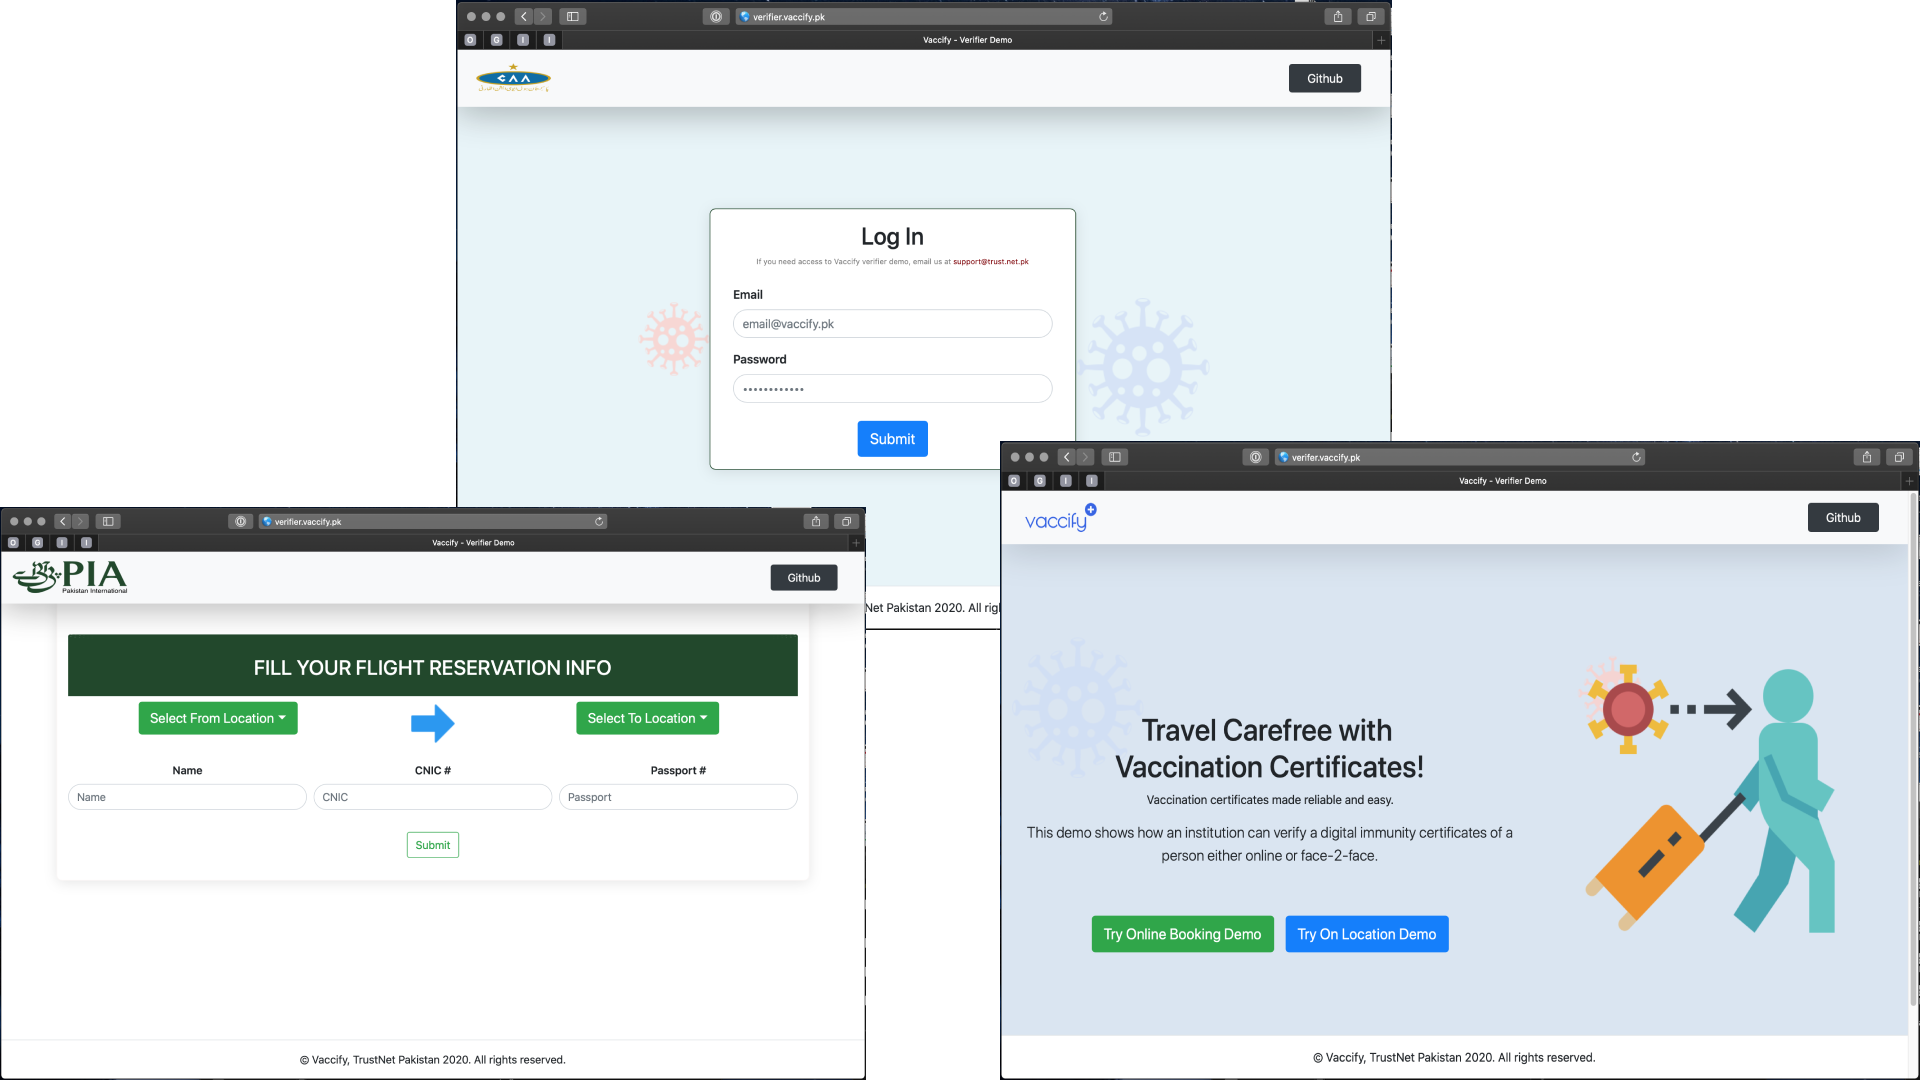 verifier.vaccify.pk
O G I I
Vaccify - Verifier Demo
CAA
Github
Log In
If you need access to Vaccify verifier demo, email us at support@trust.net.pk
Email
email@vaccify.pk
Password
••••••••••••
Submit
Net Pakistan 2020. All rig
verifier.vaccify.pk
O G I I
Vaccify - Verifier Demo
PIA
Pakistan International
Github
FILL YOUR FLIGHT RESERVATION INFO
Select From Location
Select To Location
Name CNIC # Passport #
Name CNIC Passport
Submit
© Vaccify, TrustNet Pakistan 2020. All rights reserved.
verifer.vaccify.pk
O G I I
Vaccify - Verifier Demo
vaccify
Github
Travel Carefree with
Vaccination Certificates!
Vaccination certificates made reliable and easy.
This demo shows how an institution can verify a digital immunity certificates of a
person either online or face-2-face.
Try Online Booking Demo
Try On Location Demo
© Vaccify, TrustNet Pakistan 2020. All rights reserved.